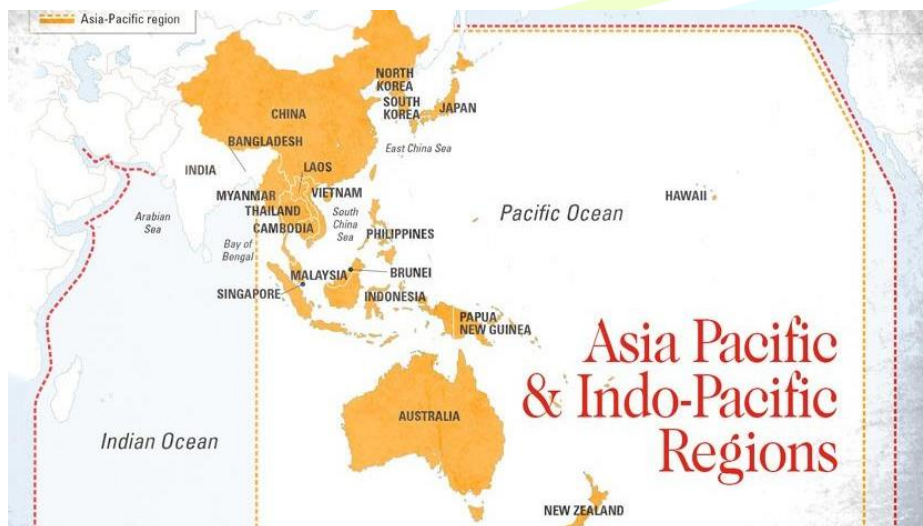 Asia-Pacific region
NORTH
KOREA
SOUTH
KOREA
JAPAN
CHINA
East China Sea
BANGLADESH
INDIA
LAOS
MYANMAR
VIETNAM
THAILAND
CAMBODIA
South
China
Sea
PHILIPPINES
Arabian
Sea
Bay of
Bengal
Pacific Ocean
HAWAII
MALAYSIA
BRUNEI
SINGAPORE
INDONESIA
PAPUA
NEW GUINEA
AUSTRALIA
Indian Ocean
NEW ZEALAND
Asia Pacific
& Indo-Pacific
Regions